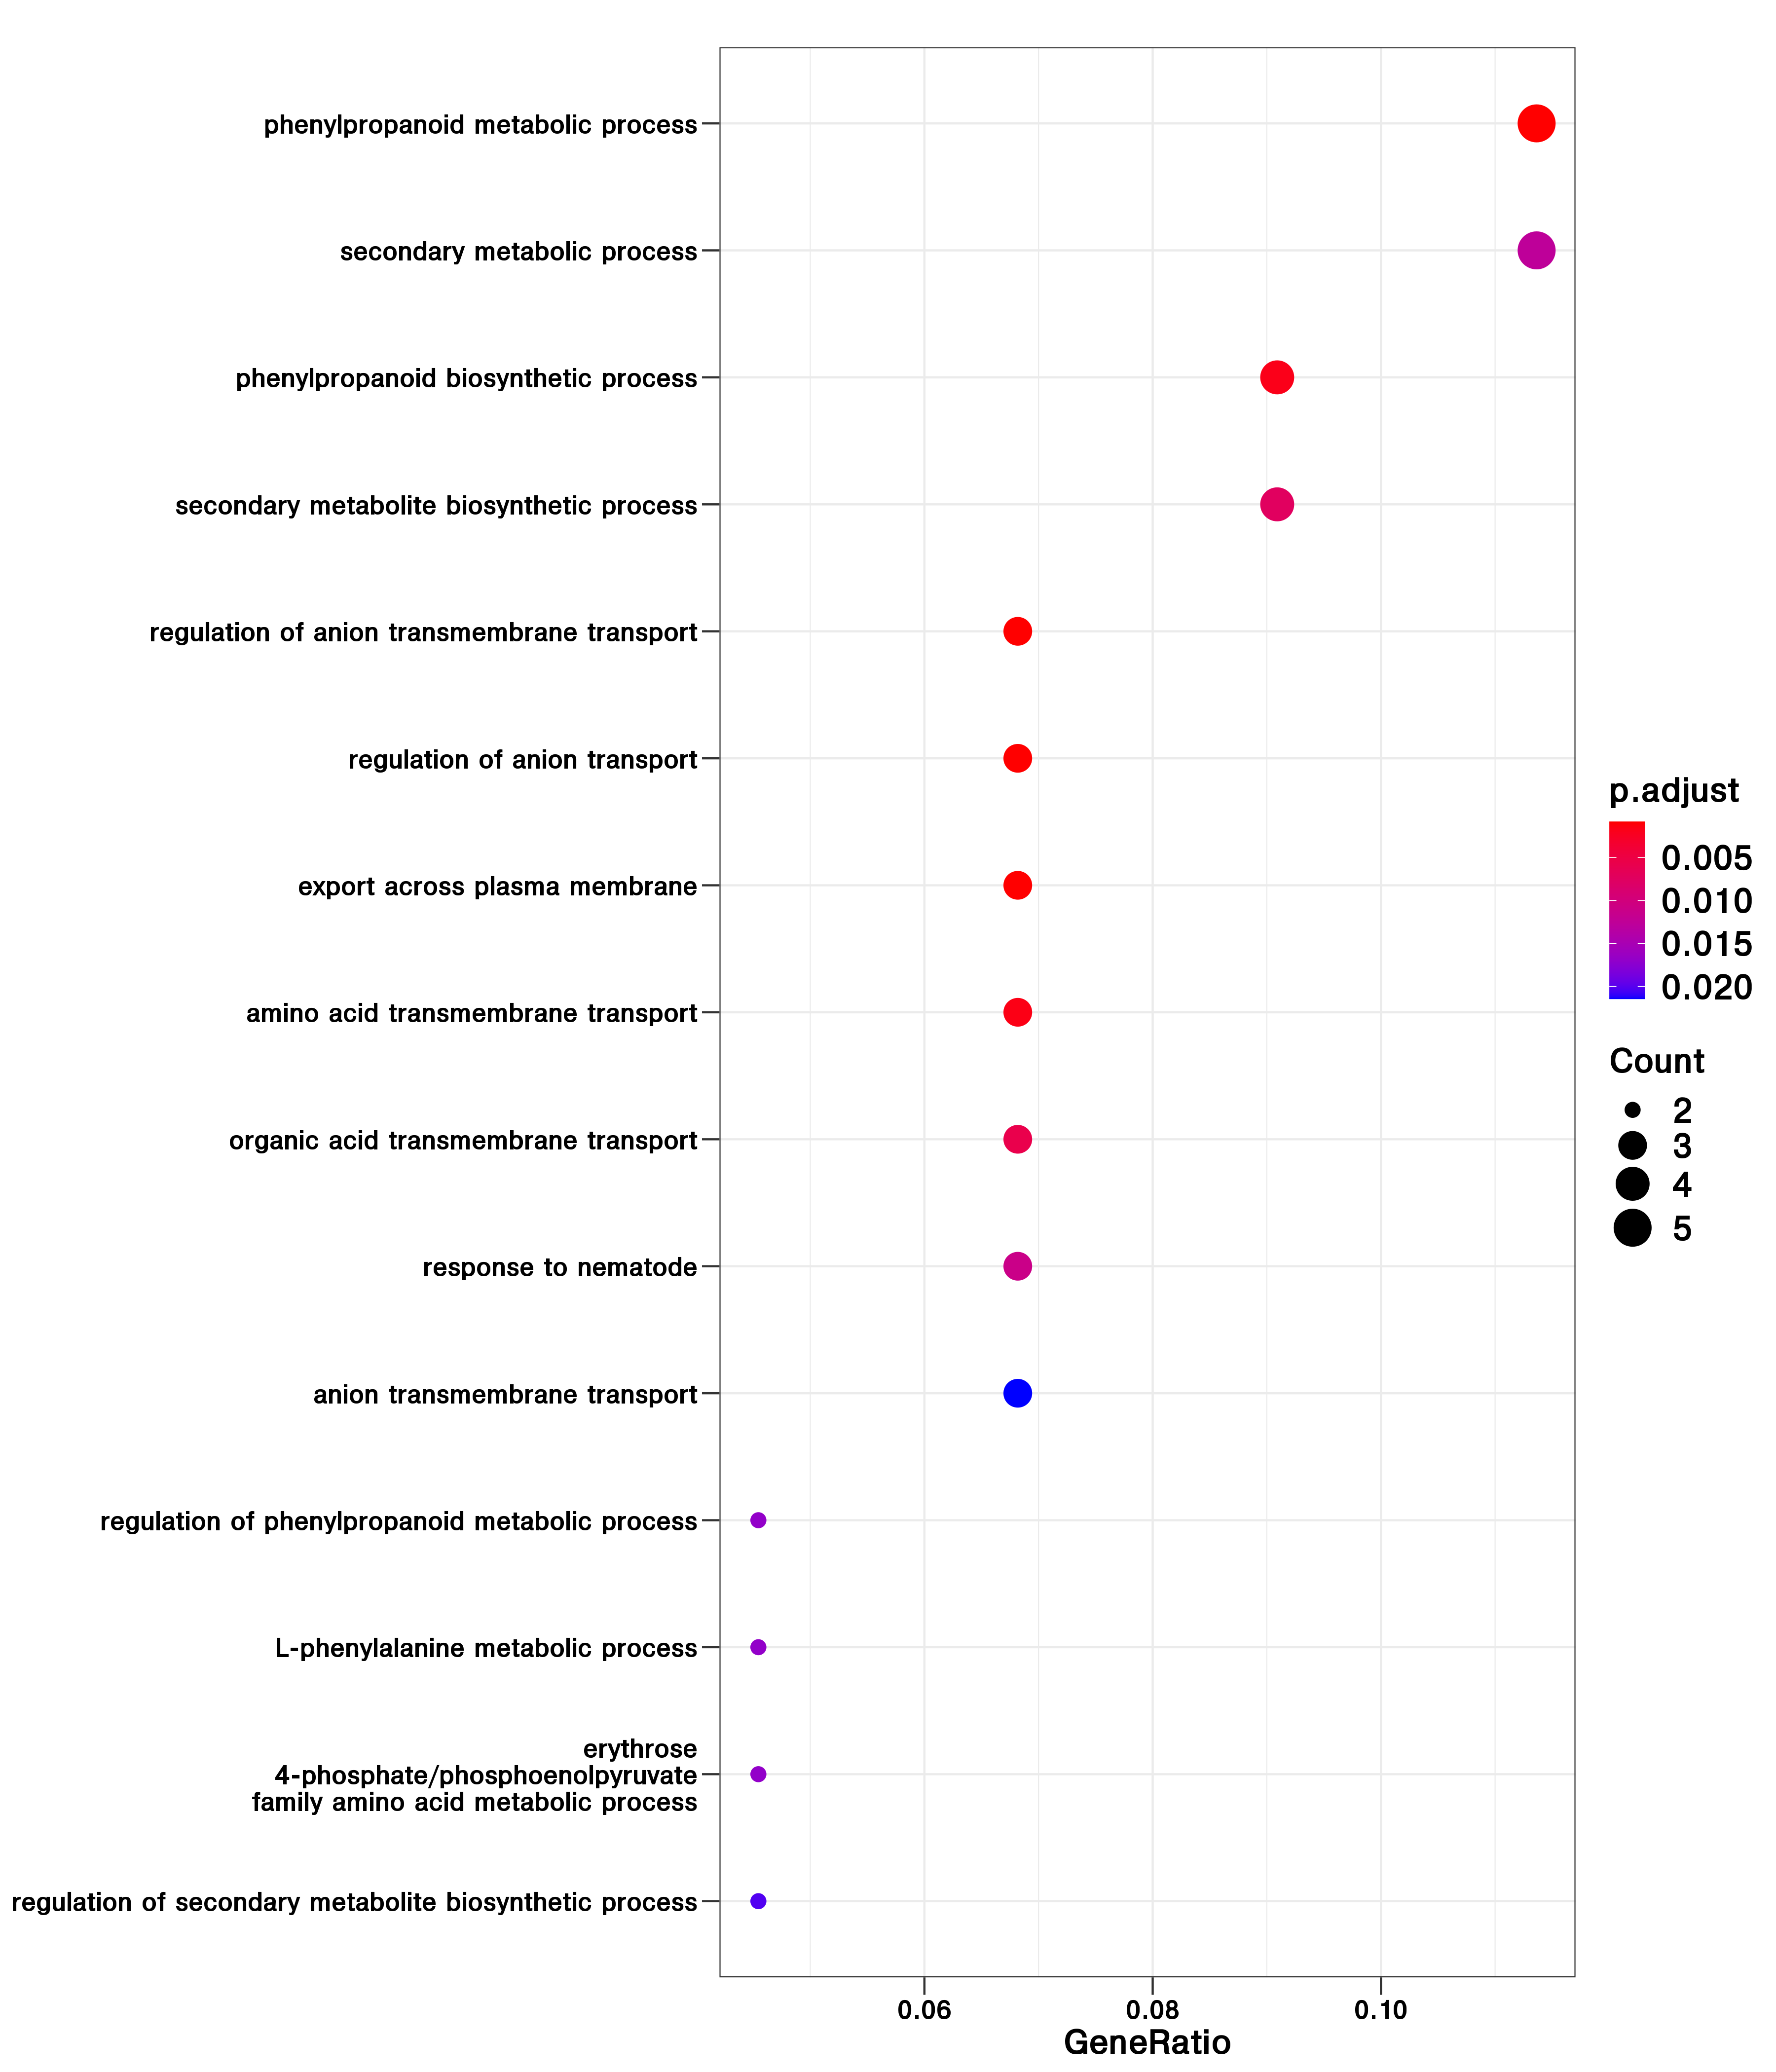 phenylpropanoid metabolic process
secondary metabolic process
phenylpropanoid biosynthetic process
secondary metabolite biosynthetic process
regulation of anion transmembrane transport
regulation of anion transport
export across plasma membrane
amino acid transmembrane transport
organic acid transmembrane transport
response to nematode
anion transmembrane transport
regulation of phenylpropanoid metabolic process
L-phenylalanine metabolic process
erythrose
4-phosphate/phosphoenolpyruvate
family amino acid metabolic process
regulation of secondary metabolite biosynthetic process
0.06
0.08
0.10
GeneRatio
p.adjust
0.005
0.010
0.015
0.020
Count
2
3
4
5